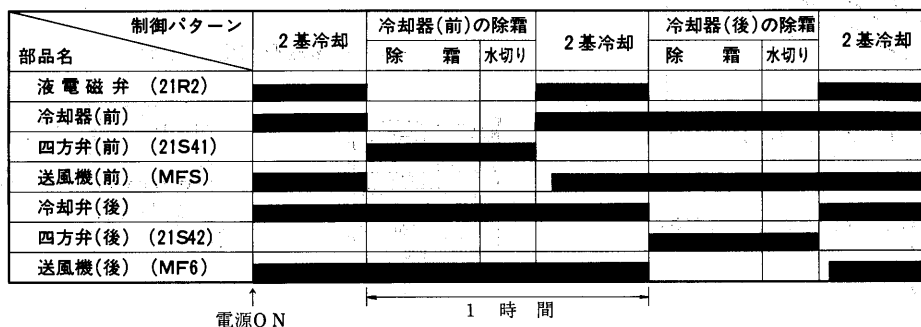 制御パターン
部品名
2基冷却
冷却器(前)の除霜
除 霜 水切り
2基冷却
冷却器(後)の除霜
除 霜 水切り
2基冷却
液電磁弁 (21R2)
冷却器(前)
四方弁(前) (21S41)
送風機(前) (MFS)
冷却弁(後)
四方弁(後) (21S42)
送風機(後) (MF6)
電源ON
1 時間